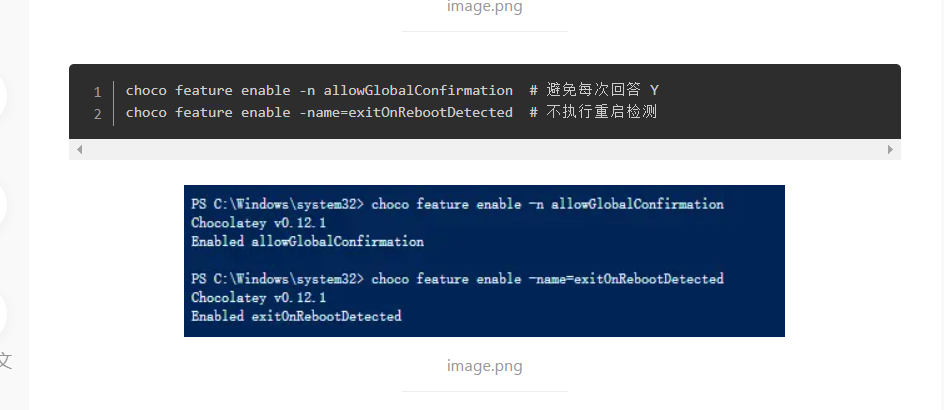 image.png
1 choco feature enable -n allowGlobalConfirmation # 避免每次回答 Y
2 choco feature enable -name=exitOnRebootDetected # 不执行重启检测
PS C:\Windows\system32> choco feature enable -n allowGlobalConfirmation
Chocolatey v0.12.1
Enabled allowGlobalConfirmation
PS C:\Windows\system32> choco feature enable -name=exitOnRebootDetected
Chocolatey v0.12.1
Enabled exitOnRebootDetected
文
image.png